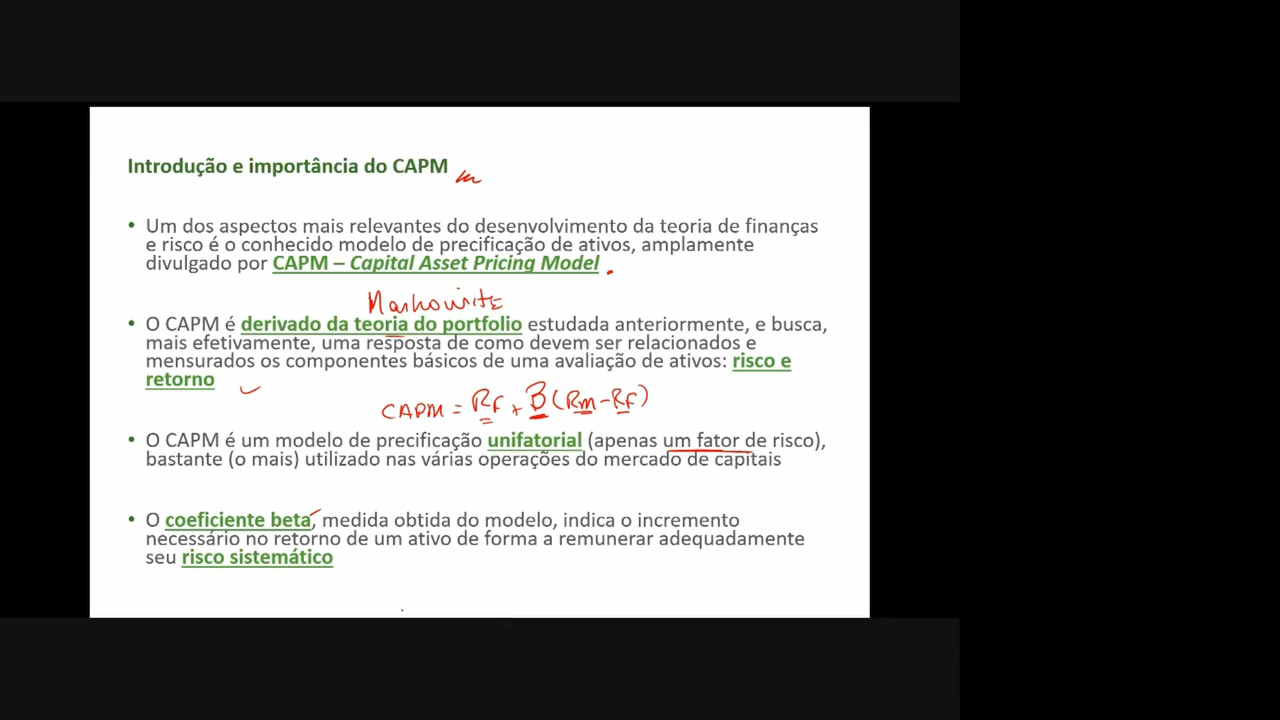 Introdução e importância do CAPM
• Um dos aspectos mais relevantes do desenvolvimento da teoria de finanças
e risco é o conhecido modelo de precificação de ativos, amplamente
divulgado por CAPM – Capital Asset Pricing Model
Markowitz
• O CAPM é derivado da teoria do portfolio estudada anteriormente, e busca,
mais efetivamente, uma resposta de como devem ser relacionados e
mensurados os componentes básicos de uma avaliação de ativos: risco e
retorno
CAPM = RF + B (RM - RF)
• O CAPM é um modelo de precificação unifatorial (apenas um fator de risco),
bastante (o mais) utilizado nas várias operações do mercado de capitais
• O coeficiente beta, medida obtida do modelo, indica o incremento
necessário no retorno de um ativo de forma a remunerar adequadamente
seu risco sistemático